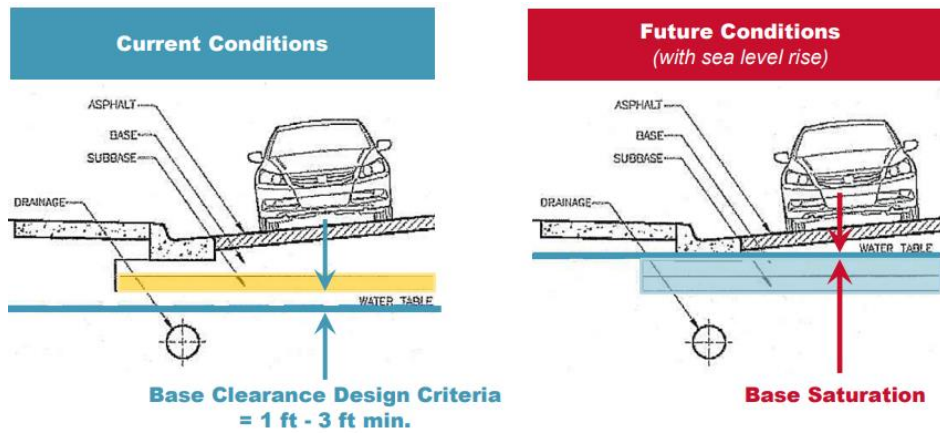 Current Conditions
ASPHALT
BASE
SUBBASE
DRAINAGE
WATER TABLE
Base Clearance Design Criteria
= 1 ft - 3 ft min.
Future Conditions
(with sea level rise)
ASPHALT
BASE
SUBBASE
DRAINAGE
WATER TABLE
Base Saturation